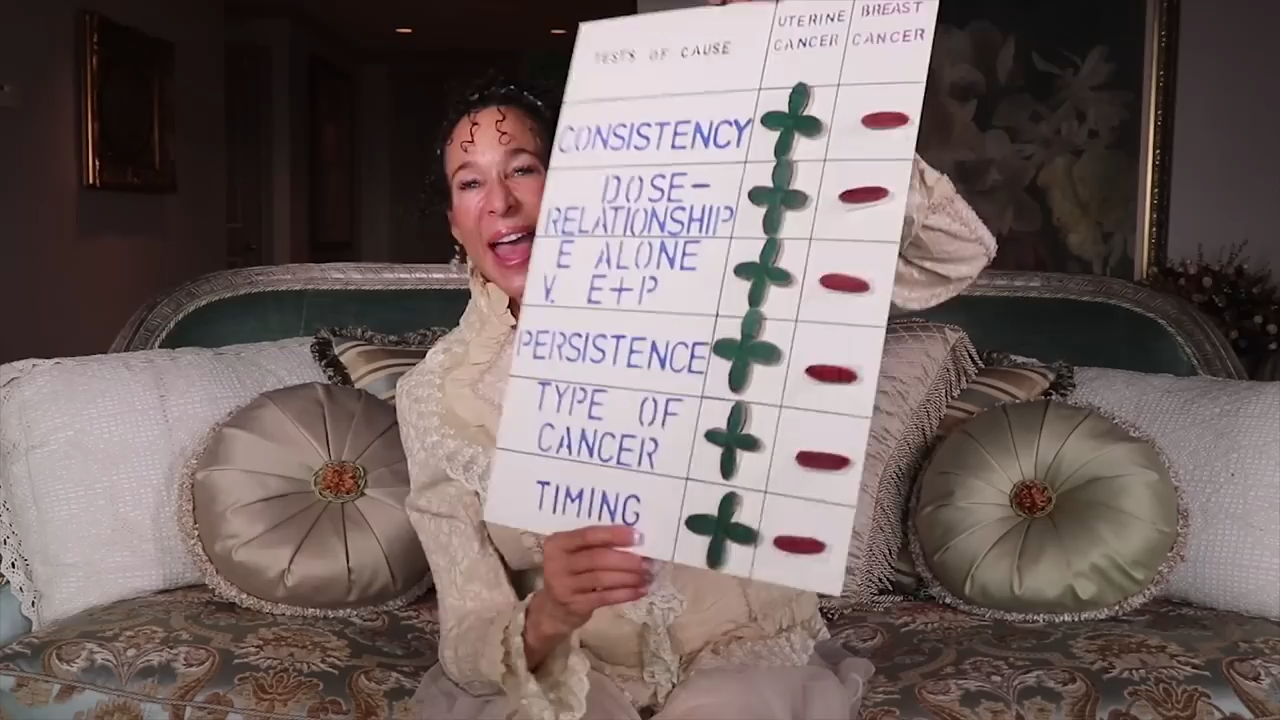 TESTS OF CAUSE
UTERINE
CANCER
BREAST
CANCER
CONSISTENCY
DOSE-
RELATIONSHIP
E ALONE
V. E+P
PERSISTENCE
TYPE OF
CANCER
TIMING